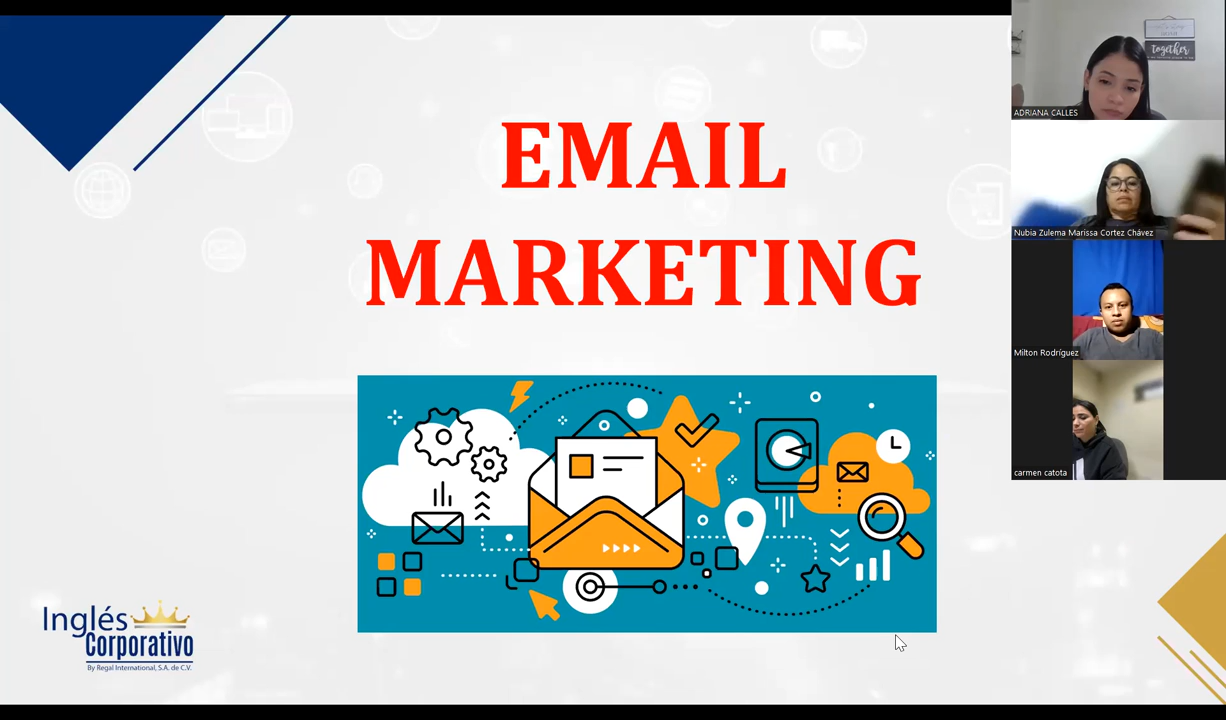 EMAIL
MARKETING
Inglés
Corporativo
By Regal International, S.A. de C.V.
together
ADRIANA CALLES
Nubia Zulema Marissa Cortez Chávez
Milton Rodríguez
carmen catota